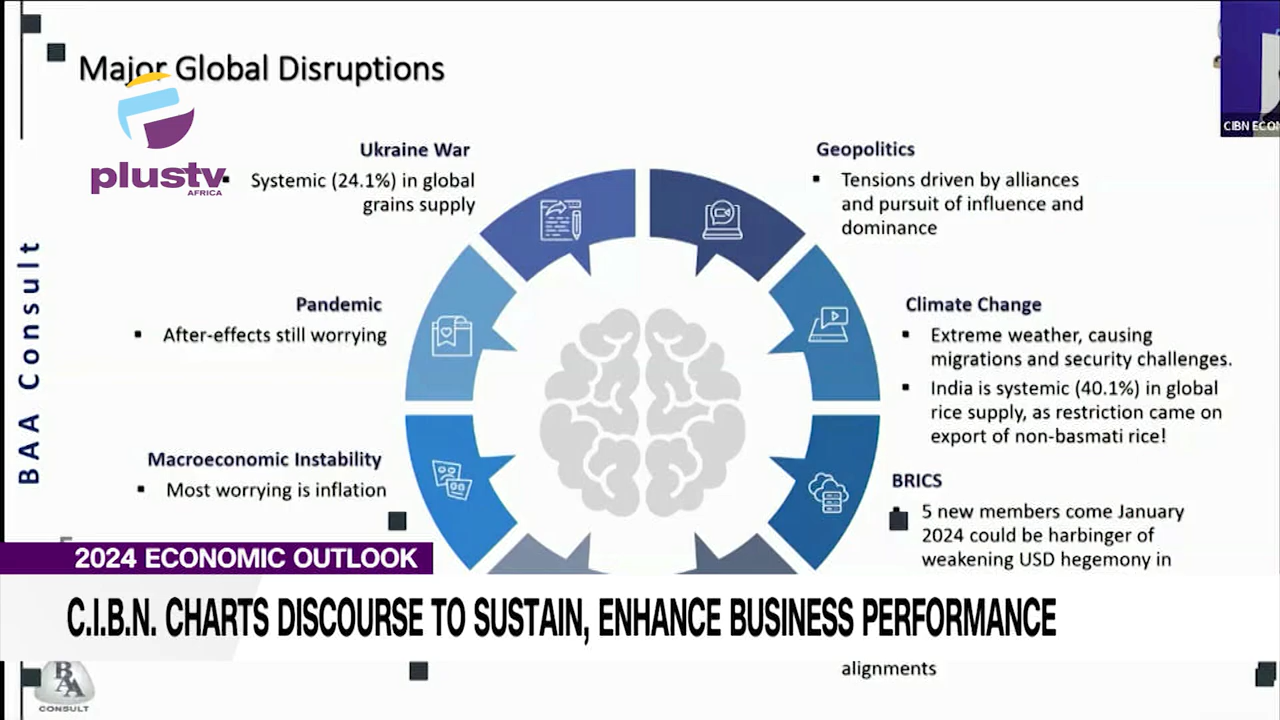 Major Global Disruptions
plustv
AFRICA
CIBN ECON
BAA Consult
Ukraine War
▪ Systemic (24.1%) in global
grains supply
Pandemic
▪ After-effects still worrying
Macroeconomic Instability
▪ Most worrying is inflation
Geopolitics
▪ Tensions driven by alliances
and pursuit of influence and
dominance
Climate Change
▪ Extreme weather, causing
migrations and security challenges.
▪ India is systemic (40.1%) in global
rice supply, as restriction came on
export of non-basmati rice!
BRICS
5 new members come January
2024 could be harbinger of
weakening USD hegemony in
2024 ECONOMIC OUTLOOK
C.I.B.N. CHARTS DISCOURSE TO SUSTAIN, ENHANCE BUSINESS PERFORMANCE
alignments
BAA
CONSULT